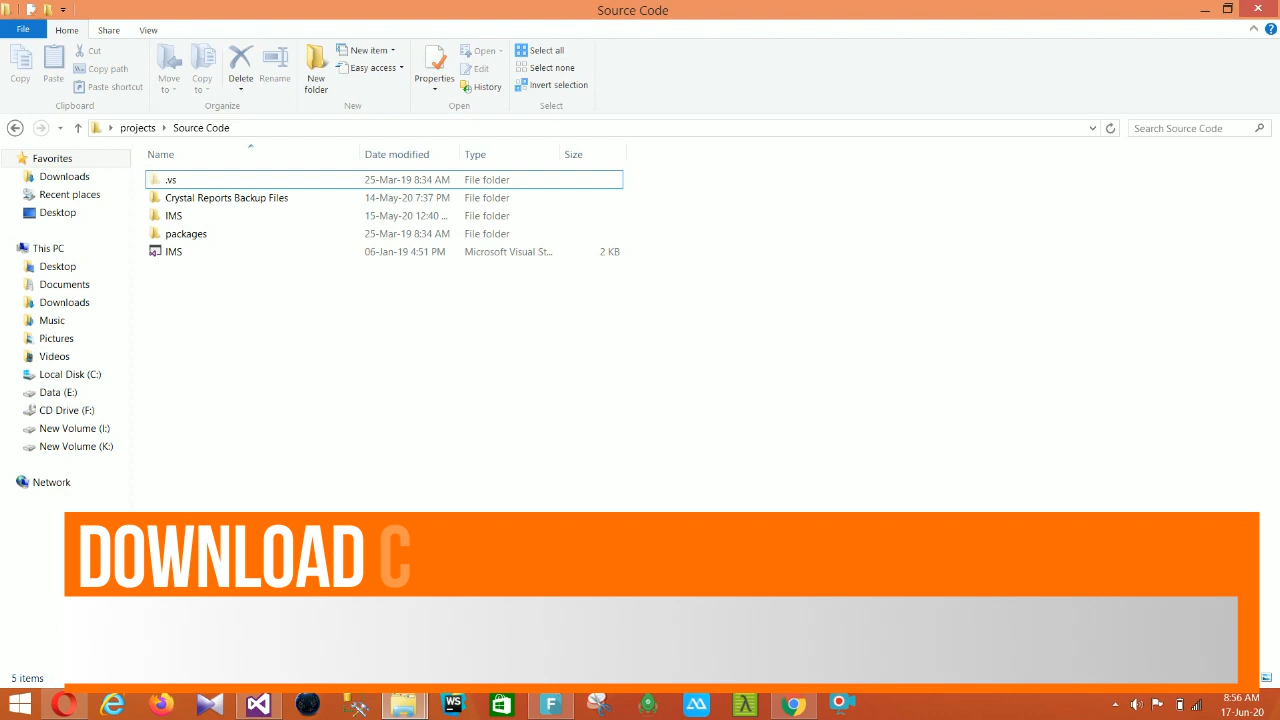 Source Code
File
Home
Share
View
Copy
Paste
Cut
Copy path
Paste shortcut
Clipboard
Move
to
Copy
to
Delete
Rename
Organize
New
folder
New item
Easy access
New
Properties
Open
Edit
History
Open
Select all
Select none
Invert selection
Select
projects
Source Code
Search Source Code
Name
Date modified
Type
Size
Favorites
Downloads
Recent places
Desktop
This PC
Desktop
Documents
Downloads
Music
Pictures
Videos
Local Disk (C:)
Data (E:)
CD Drive (F:)
New Volume (I:)
New Volume (K:)
Network
.vs 25-Mar-19 8:34 AM File folder
Crystal Reports Backup Files 14-May-20 7:37 PM File folder
IMS 15-May-20 12:40 ... File folder
packages 25-Mar-19 8:34 AM File folder
IMS 06-Jan-19 4:51 PM Microsoft Visual St... 2 KB
DOWNLOAD C
5 items
WS
F
8:56 AM
17-Jun-20